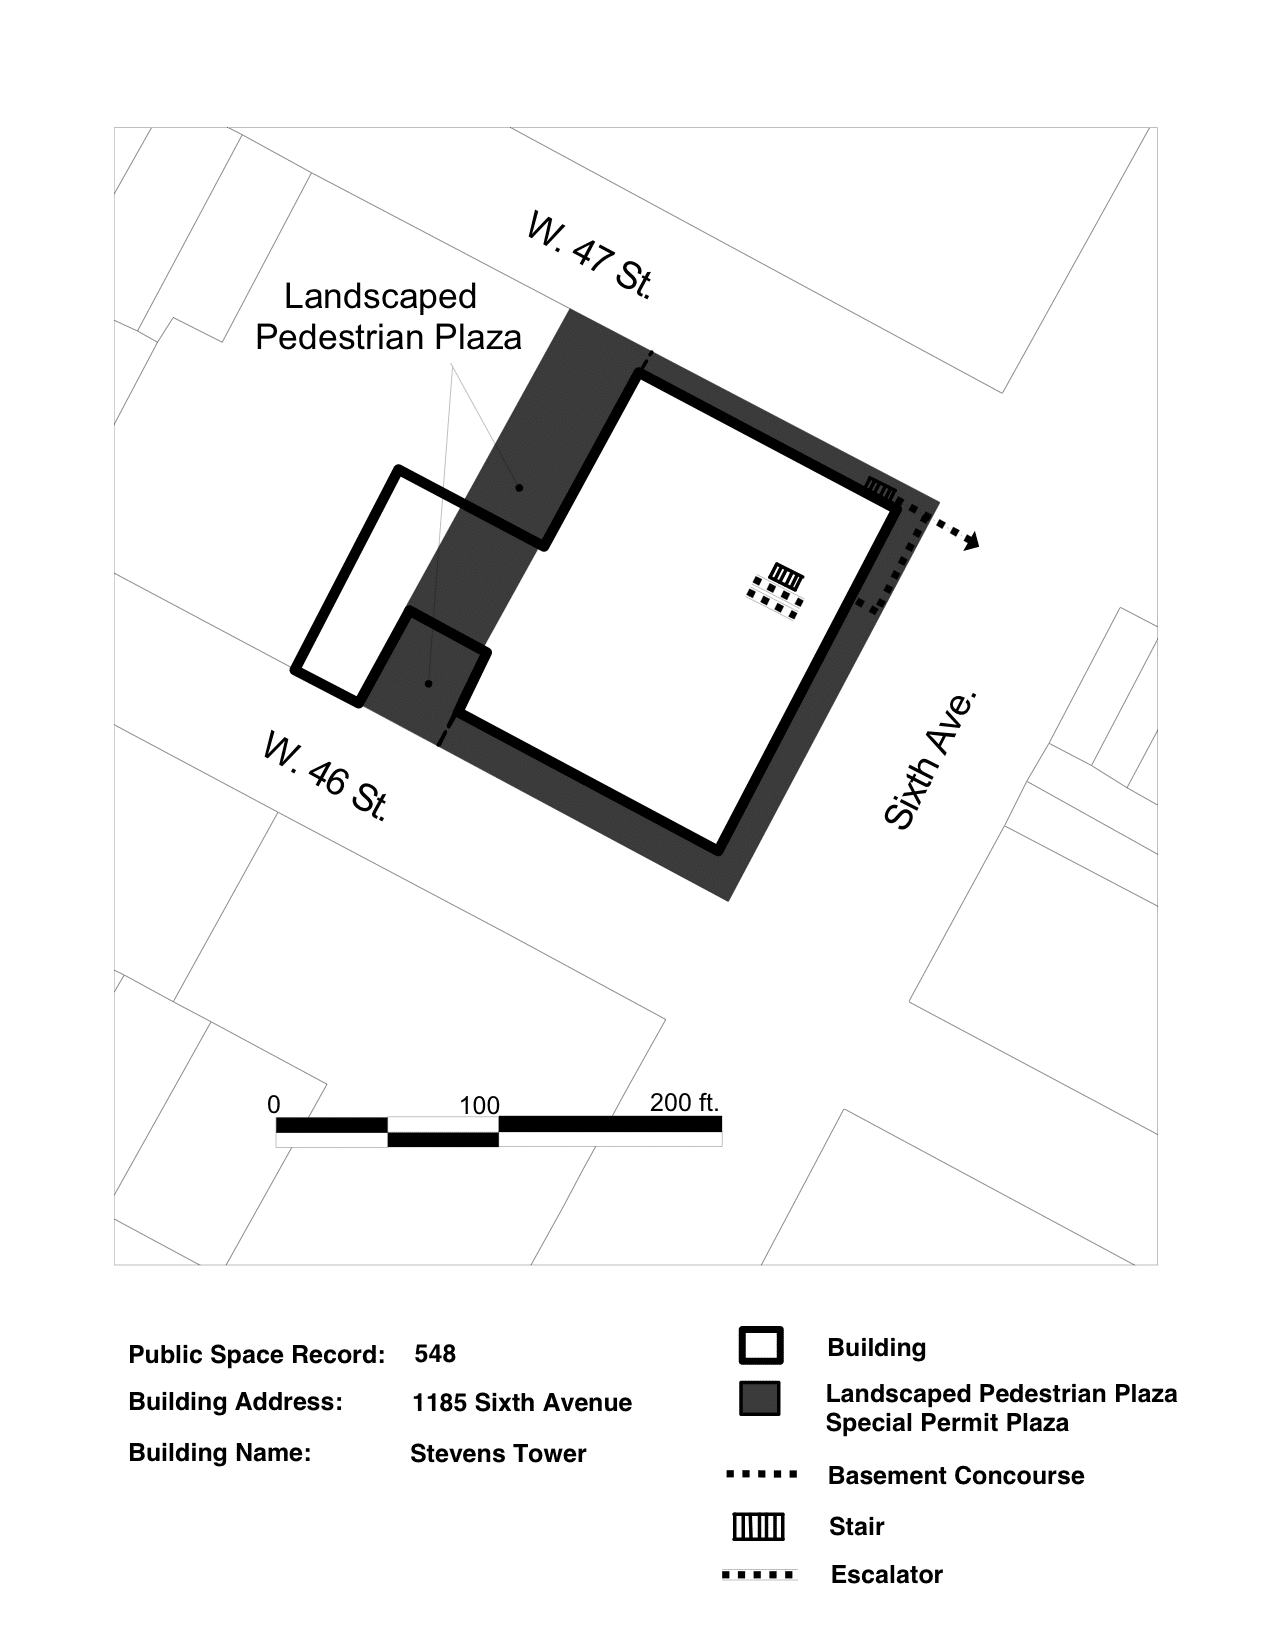 W. 47 St.
Landscaped
Pedestrian Plaza
Sixth Ave.
W. 46 St.
0 100 200 ft.
Public Space Record: 548
Building Address: 1185 Sixth Avenue
Building Name: Stevens Tower
Building
Landscaped Pedestrian Plaza
Special Permit Plaza
Basement Concourse
Stair
Escalator